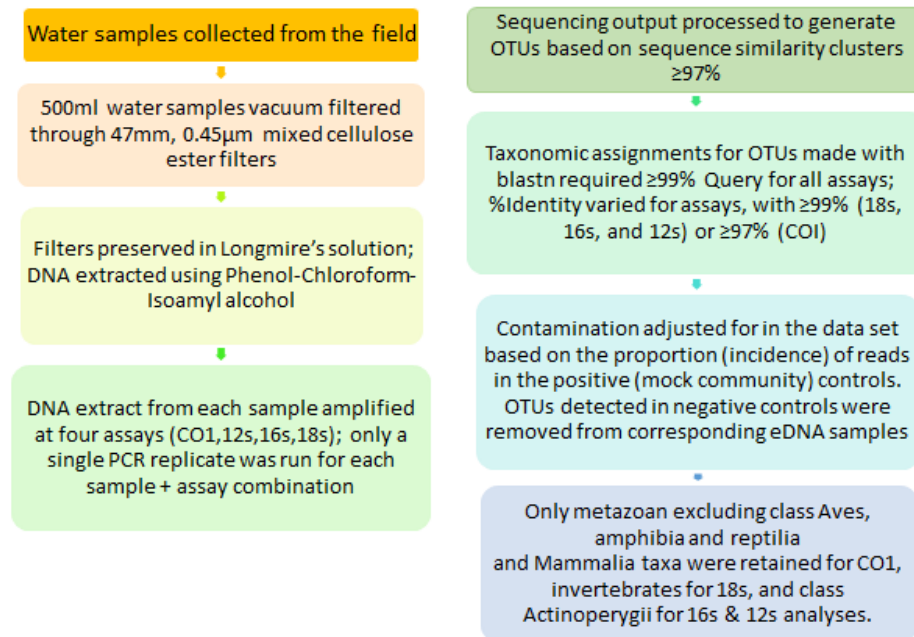 Water samples collected from the field
500ml water samples vacuum filtered
through 47mm, 0.45µm mixed cellulose
ester filters
Filters preserved in Longmire's solution;
DNA extracted using Phenol-Chloroform-
Isoamyl alcohol
DNA extract from each sample amplified
at four assays (CO1,12s,16s,18s); only a
single PCR replicate was run for each
sample + assay combination
Sequencing output processed to generate
OTUs based on sequence similarity clusters
≥97%
Taxonomic assignments for OTUs made with
blastn required ≥99% Query for all assays;
%Identity varied for assays, with ≥99% (18s,
16s, and 12s) or ≥97% (COI)
Contamination adjusted for in the data set
based on the proportion (incidence) of reads
in the positive (mock community) controls.
OTUs detected in negative controls were
removed from corresponding eDNA samples
Only metazoan excluding class Aves,
amphibia and reptilia
and Mammalia taxa were retained for CO1,
invertebrates for 18s, and class
Actinoperygii for 16s & 12s analyses.